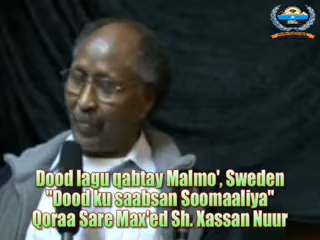 Dood lagu qabtay Malmo', Sweden
"Dood ku saabsan Soomaaliya"
Qoraa Sare Max'ed Sh. Xassan Nuur